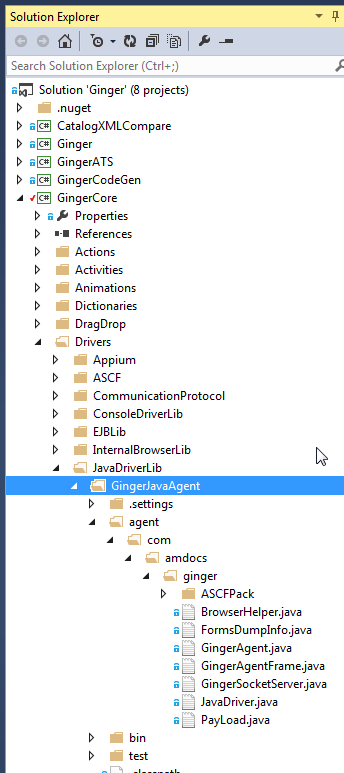 Solution Explorer
Search Solution Explorer (Ctrl+;)
Solution 'Ginger' (8 projects)
.nuget
C# CatalogXMLCompare
C# Ginger
C# GingerATS
C# GingerCodeGen
C# GingerCore
Properties
References
Actions
Activities
Animations
Dictionaries
DragDrop
Drivers
Appium
ASCF
CommunicationProtocol
ConsoleDriverLib
EJBLib
InternalBrowserLib
JavaDriverLib
GingerJavaAgent
.settings
agent
com
amdocs
ginger
ASCFPack
BrowserHelper.java
FormsDumpInfo.java
GingerAgent.java
GingerAgentFrame.java
GingerSocketServer.java
JavaDriver.java
PayLoad.java
bin
test
.classpath